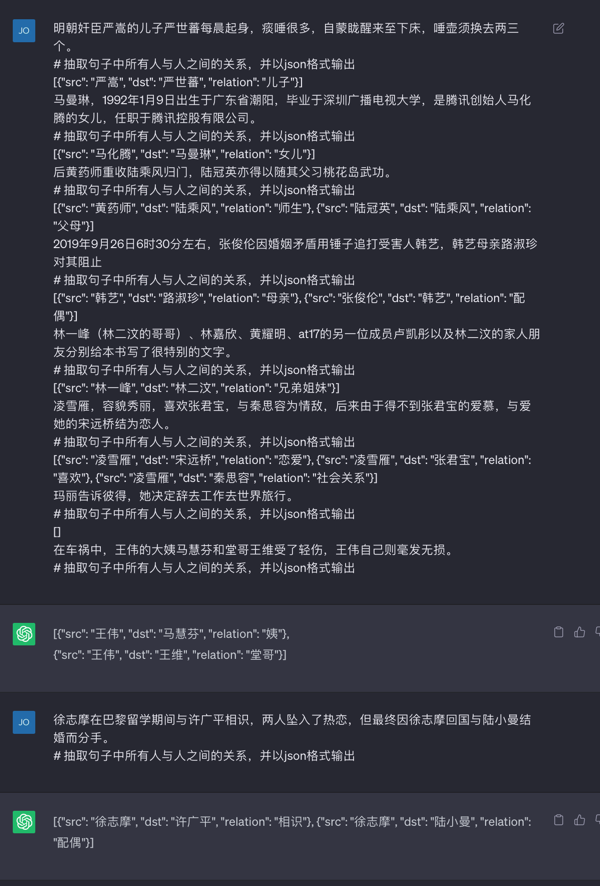 JO
明朝奸臣严嵩的儿子严世蕃每晨起身，痰唾很多，自蒙眬醒来至下床，唾壶须换去两三
个。
# 抽取句子中所有人与人之间的关系，并以json格式输出
[{"src": "严嵩", "dst": "严世蕃", "relation": "儿子"}]
马曼琳，1992年1月9日出生于广东省潮阳，毕业于深圳广播电视大学，是腾讯创始人马化
腾的女儿，任职于腾讯控股有限公司。
# 抽取句子中所有人与人之间的关系，并以json格式输出
[{"src": "马化腾", "dst": "马曼琳", "relation": "女儿"}]
后黄药师重收陆乘风归门，陆冠英亦得以随其父习桃花岛武功。
# 抽取句子中所有人与人之间的关系，并以json格式输出
[{"src": "黄药师", "dst": "陆乘风", "relation": "师生"}, {"src": "陆冠英", "dst": "陆乘风", "relation":
"父母"}]
2019年9月26日6时30分左右，张俊伦因婚姻矛盾用锤子追打受害人韩艺，韩艺母亲路淑珍
对其阻止
# 抽取句子中所有人与人之间的关系，并以json格式输出
[{"src": "韩艺", "dst": "路淑珍", "relation": "母亲"}, {"src": "张俊伦", "dst": "韩艺", "relation": "配
偶"}]
林一峰（林二汶的哥哥）、林嘉欣、黄耀明、at17的另一位成员卢凯彤以及林二汶的家人朋
友分别给本书写了很特别的文字。
# 抽取句子中所有人与人之间的关系，并以json格式输出
[{"src": "林一峰", "dst": "林二汶", "relation": "兄弟姐妹"}]
凌雪雁，容貌秀丽，喜欢张君宝，与秦思容为情敌，后来由于得不到张君宝的爱慕，与爱
她的宋远桥结为恋人。
# 抽取句子中所有人与人之间的关系，并以json格式输出
[{"src": "凌雪雁", "dst": "宋远桥", "relation": "恋爱"}, {"src": "凌雪雁", "dst": "张君宝", "relation":
"喜欢"}, {"src": "凌雪雁", "dst": "秦思容", "relation": "社会关系"}]
玛丽告诉彼得，她决定辞去工作去世界旅行。
# 抽取句子中所有人与人之间的关系，并以json格式输出
[]
在车祸中，王伟的大姨马慧芬和堂哥王维受了轻伤，王伟自己则毫发无损。
# 抽取句子中所有人与人之间的关系，并以json格式输出
[{"src": "王伟", "dst": "马慧芬", "relation": "姨"},
{"src": "王伟", "dst": "王维", "relation": "堂哥"}]
JO
徐志摩在巴黎留学期间与许广平相识，两人坠入了热恋，但最终因徐志摩回国与陆小曼结
婚而分手。
# 抽取句子中所有人与人之间的关系，并以json格式输出
[{"src": "徐志摩", "dst": "许广平", "relation": "相识"}, {"src": "徐志摩", "dst": "陆小曼", "relation":
"配偶"}]